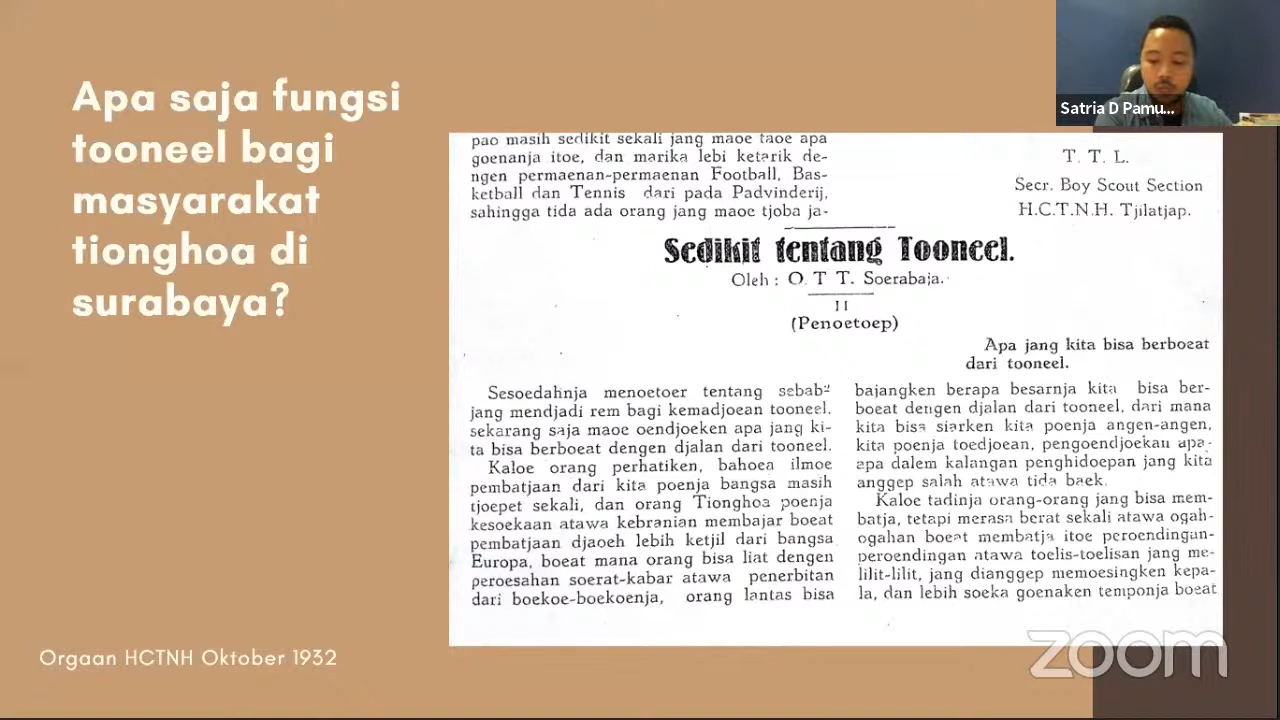 Apa saja fungsi
tooneel bagi
masyarakat
tionghoa di
surabaya?
Orgaan HCTNH Oktober 1932
pao masih sedikit sekali jang maoe taoe apa
goenanja itoe, dan marika lebi ketarik de-
ngen permaenan-permaenan Football, Bas-
ketball dan Tennis dari pada Padvinderij,
sahingga tida ada orang jang maoe tjoba ja-
T. T. L.
Secr. Boy Scout Section
H.C.T.N.H. Tjilatjap.
Sedikit tentang Tooneel.
Oleh : O. T T. Soerabaja.
II
(Penoetoep)
Apa jang kita bisa berboeat
dari tooneel.
Sesoedahnja menoetoer tentang sebab²
jang mendjadi rem bagi kemadjoean tooneel.
sekarang saja maoe oendjoeken apa jang ki-
ta bisa berboeat dengen djalan dari tooneel.
Kaloe orang perhatiken, bahoea ilmoe
pembatjaan dari kita poenja bangsa masih
tjoepet sekali, dan orang Tionghoa poenja
kesoekaan atawa kebranian membajar boeat
pembatjaan djaoeh lebih ketjil dari bangsa
Europa, boeat mana orang bisa liat dengen
peroesahan soerat-kabar atawa penerbitan
dari boekoe-boekoenja, orang lantas bisa
bajangken berapa besarnja kita bisa ber-
boeat dengen djalan dari tooneel, dari mana
kita bisa siarken kita poenja angen-angen,
kita poenja toedjoean, pengoendjoekan apa-
apa dalem kalangan penghidoepan jang kita
anggep salah atawa tida baek.
Kaloe tadinja orang-orang jang bisa mem-
batja, tetapi merasa berat sekali atawa ogah-
ogahan boeat membatja itoe peroendingan-
peroendingan atawa toelis-toelisan jang me-
lilit-lilit, jang dianggep memoesingken kepa-
la, dan lebih soeka goenaken temponja boeat
Satria D Pamu...
zoom